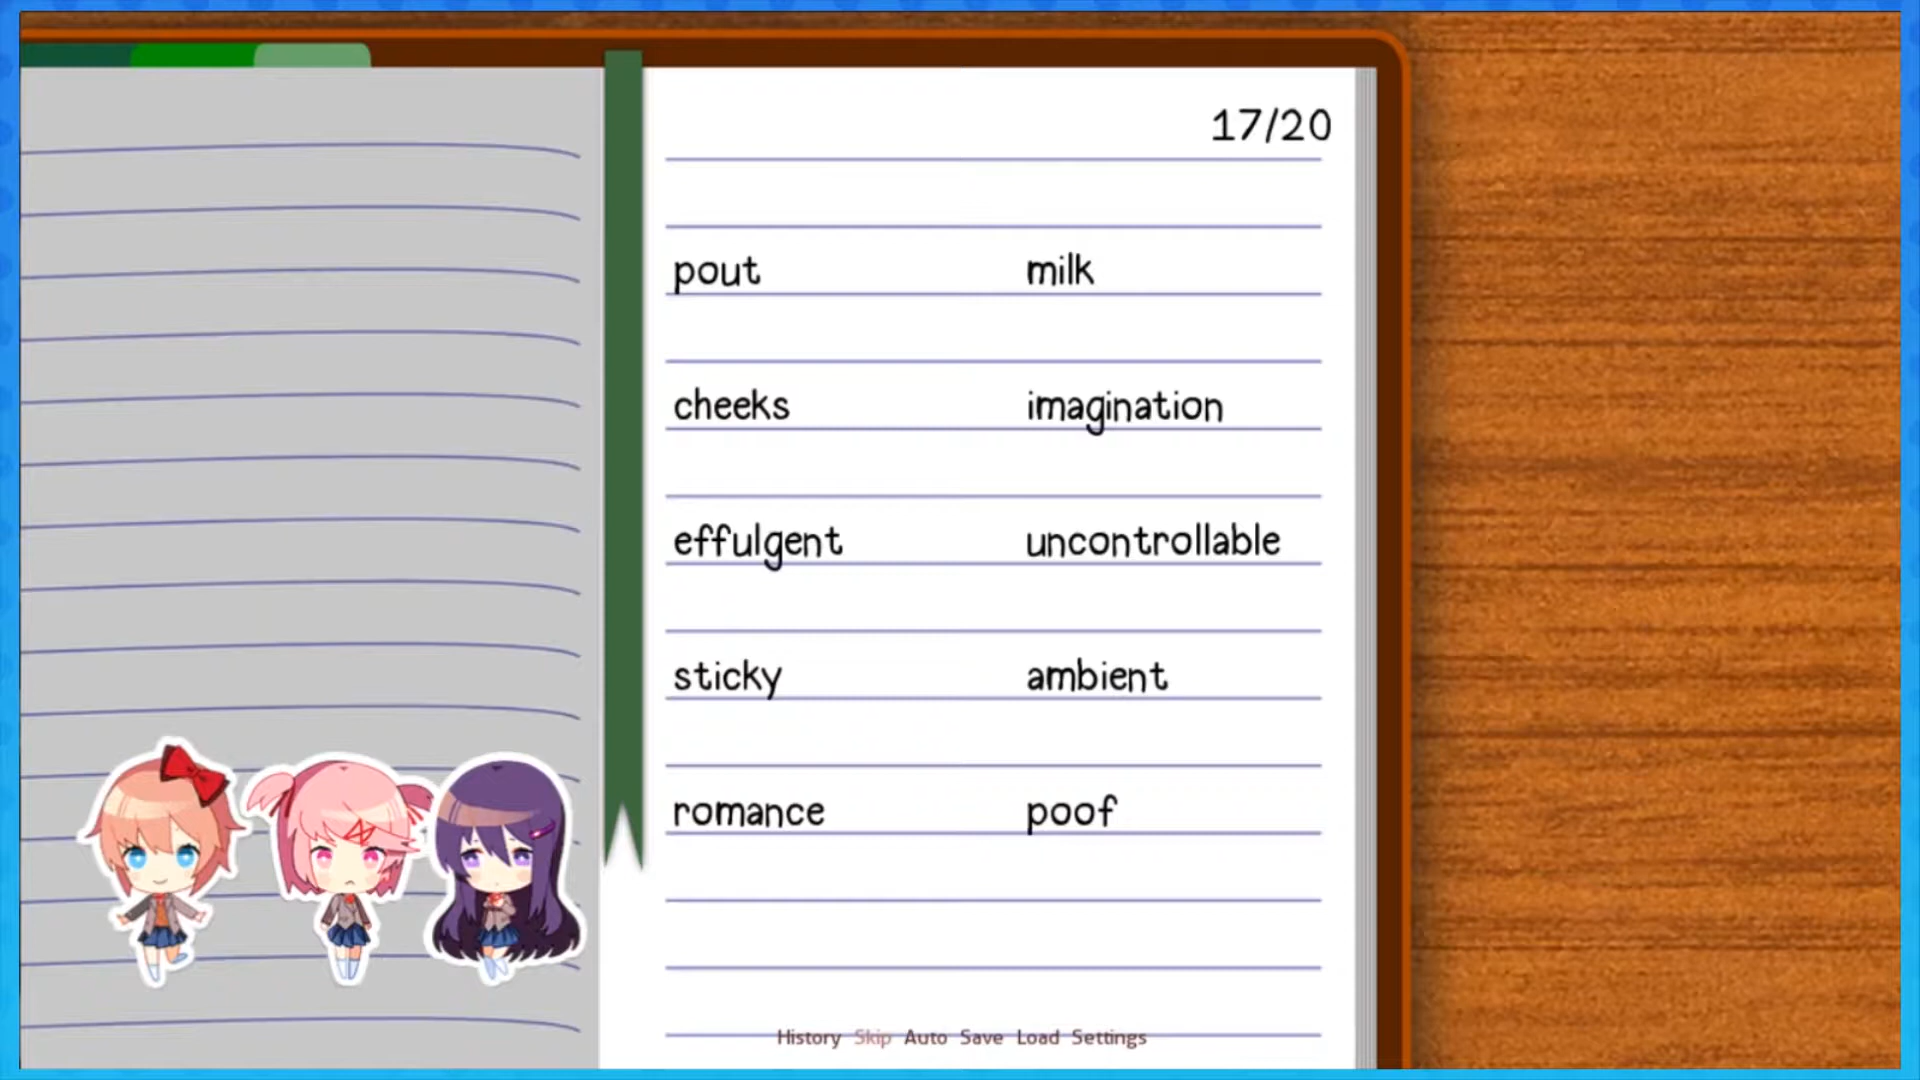 17/20
pout milk
cheeks imagination
effulgent uncontrollable
sticky ambient
romance poof
History Skip Auto Save Load Settings